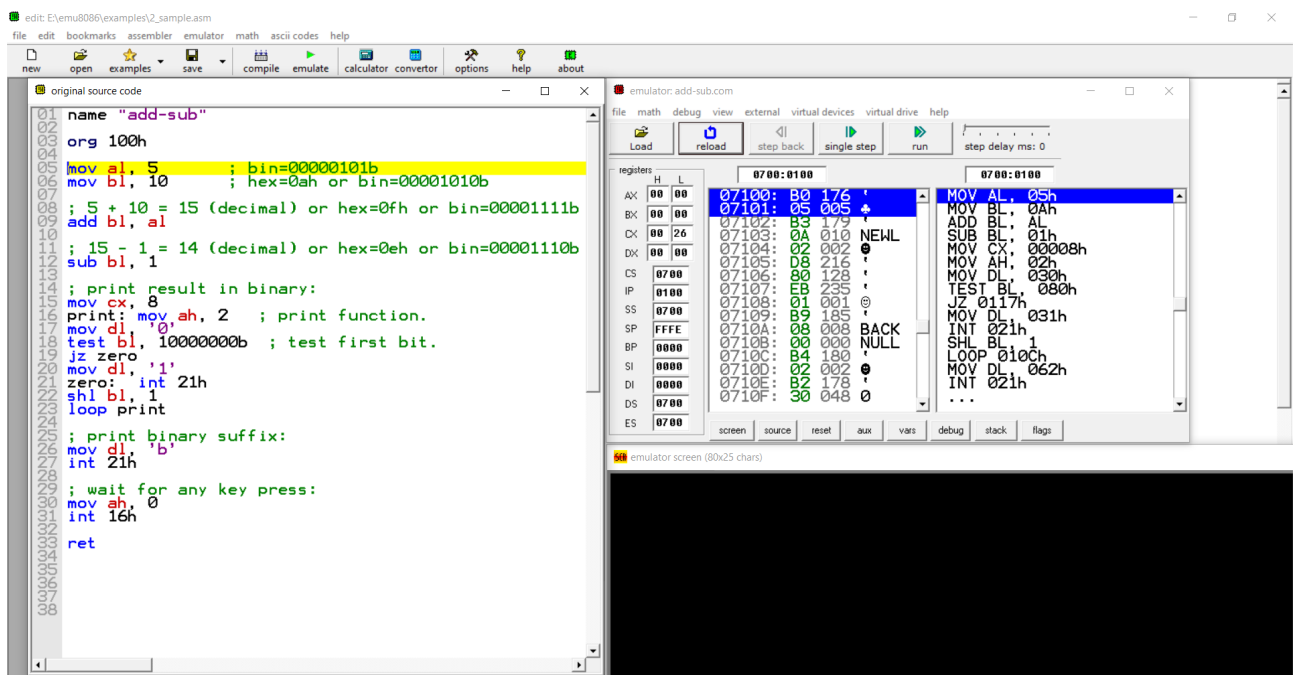 edit: E:\emu8086\examples\2_sample.asm
file edit bookmarks assembler emulator math ascii codes help
new open examples save compile emulate calculator convertor options help about
original source code
01 name "add-sub"
02
03 org 100h
04
05 mov al, 5 ; bin=00000101b
06 mov bl, 10 ; hex=0ah or bin=00001010b
07
08 ; 5 + 10 = 15 (decimal) or hex=0fh or bin=00001111b
09 add bl, al
10
11 ; 15 - 1 = 14 (decimal) or hex=0eh or bin=00001110b
12 sub bl, 1
13
14 ; print result in binary:
15 mov cx, 8
16 print: mov ah, 2 ; print function.
17 mov dl, '0'
18 test bl, 10000000b ; test first bit.
19 jz zero
20 mov dl, '1'
21 zero: int 21h
22 shl bl, 1
23 loop print
24
25 ; print binary suffix:
26 mov dl, 'b'
27 int 21h
28
29 ; wait for any key press:
30 mov ah, 0
31 int 16h
32
33 ret
34
35
36
37
38
emulator: add-sub.com
file math debug view external virtual devices virtual drive help
Load reload step back single step run step delay ms: 0
registers
H L
AX 00 00
BX 00 00
CX 00 26
DX 00 00
CS 0700
IP 0100
SS 0700
SP FFFE
BP 0000
SI 0000
DI 0000
DS 0700
ES 0700
0700:0100
07100: B0 176
07101: 05 005 ♣
07102: B3 179
07103: 0A 010 NEWL
07104: 02 002 ☻
07105: D8 216
07106: 80 128
07107: EB 235
07108: 01 001 ☺
07109: B9 185
0710A: 08 008 BACK
0710B: 00 000 NULL
0710C: B4 180
0710D: 02 002 ☻
0710E: B2 178
0710F: 30 048 0
0700:0100
MOV AL, 05h
MOV BL, 0Ah
ADD BL, AL
SUB BL, 01h
MOV CX, 00008h
MOV AH, 02h
MOV DL, 030h
TEST BL, 080h
JZ 0117h
MOV DL, 031h
INT 021h
SHL BL, 1
LOOP 010Ch
MOV DL, 062h
INT 021h
...
screen source reset aux vars debug stack flags
emulator screen (80x25 chars)